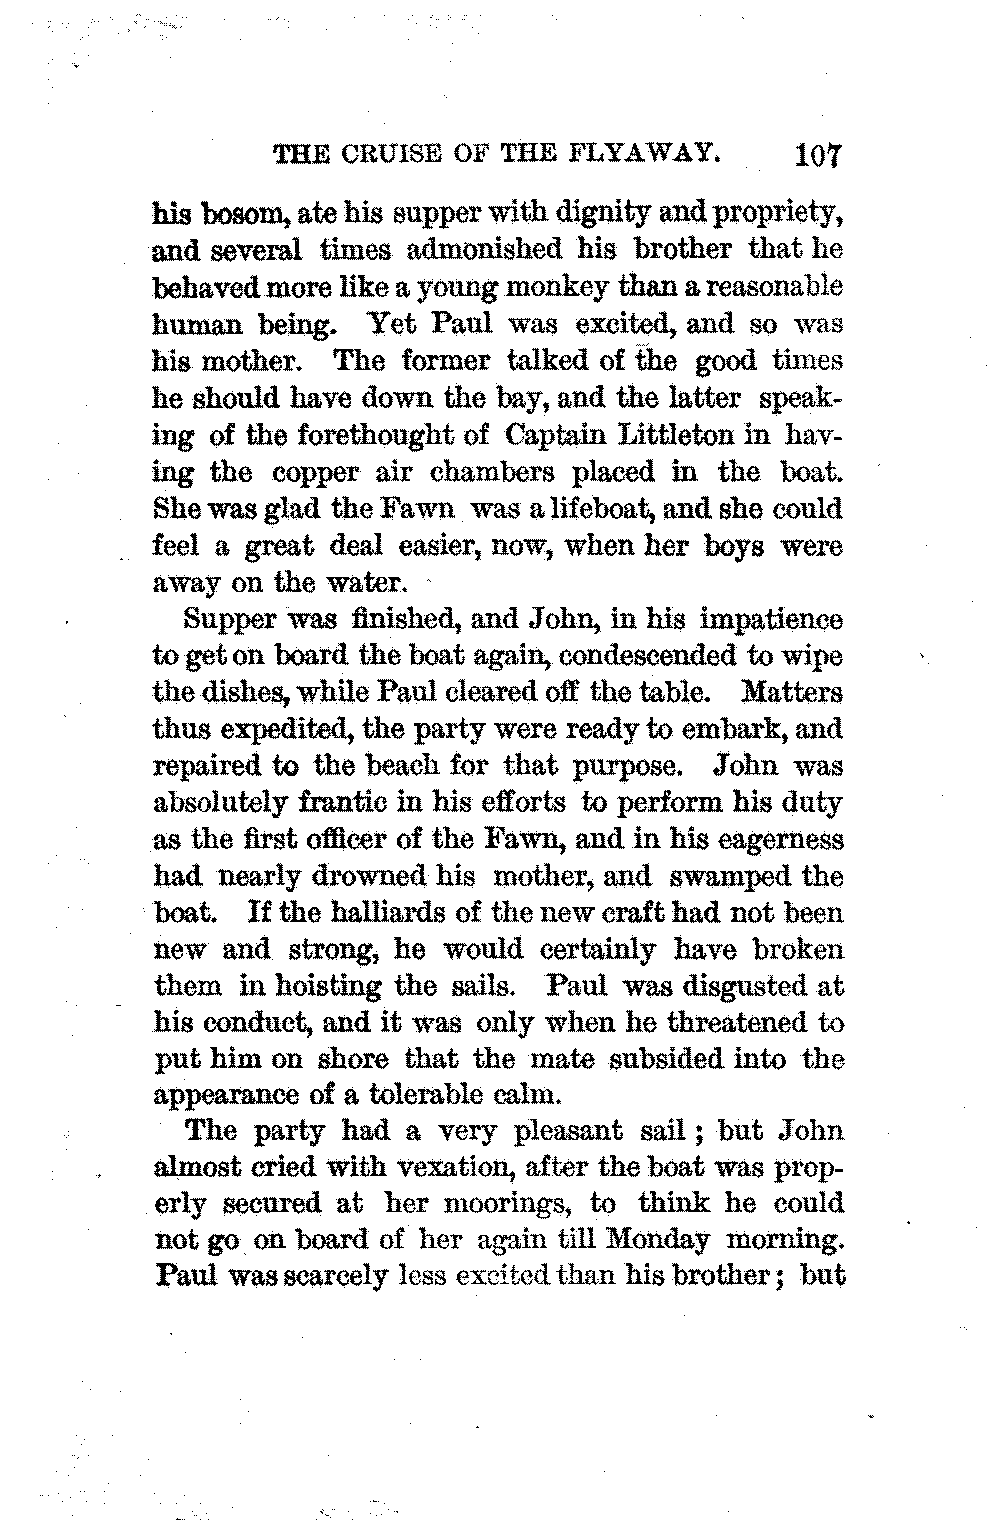 THE CRUISE OF THE FLYAWAY. 107
his bosom, ate his supper with dignity and propriety,
and several times admonished his brother that he
behaved more like a young monkey than a reasonable
human being. Yet Paul was excited, and so was
his mother. The former talked of the good times
he should have down the bay, and the latter speak-
ing of the forethought of Captain Littleton in hav-
ing the copper air chambers placed in the boat.
She was glad the Fawn was a lifeboat, and she could
feel a great deal easier, now, when her boys were
away on the water.
Supper was finished, and John, in his impatience
to get on board the boat again, condescended to wipe
the dishes, while Paul cleared off the table. Matters
thus expedited, the party were ready to embark, and
repaired to the beach for that purpose. John was
absolutely frantic in his efforts to perform his duty
as the first officer of the Fawn, and in his eagerness
had nearly drowned his mother, and swamped the
boat. If the halliards of the new craft had not been
new and strong, he would certainly have broken
them in hoisting the sails. Paul was disgusted at
his conduct, and it was only when he threatened to
put him on shore that the mate subsided into the
appearance of a tolerable calm.
The party had a very pleasant sail; but John
almost cried with vexation, after the boat was prop-
erly secured at her moorings, to think he could
not go on board of her again till Monday morning.
Paul was scarcely less excited than his brother; but